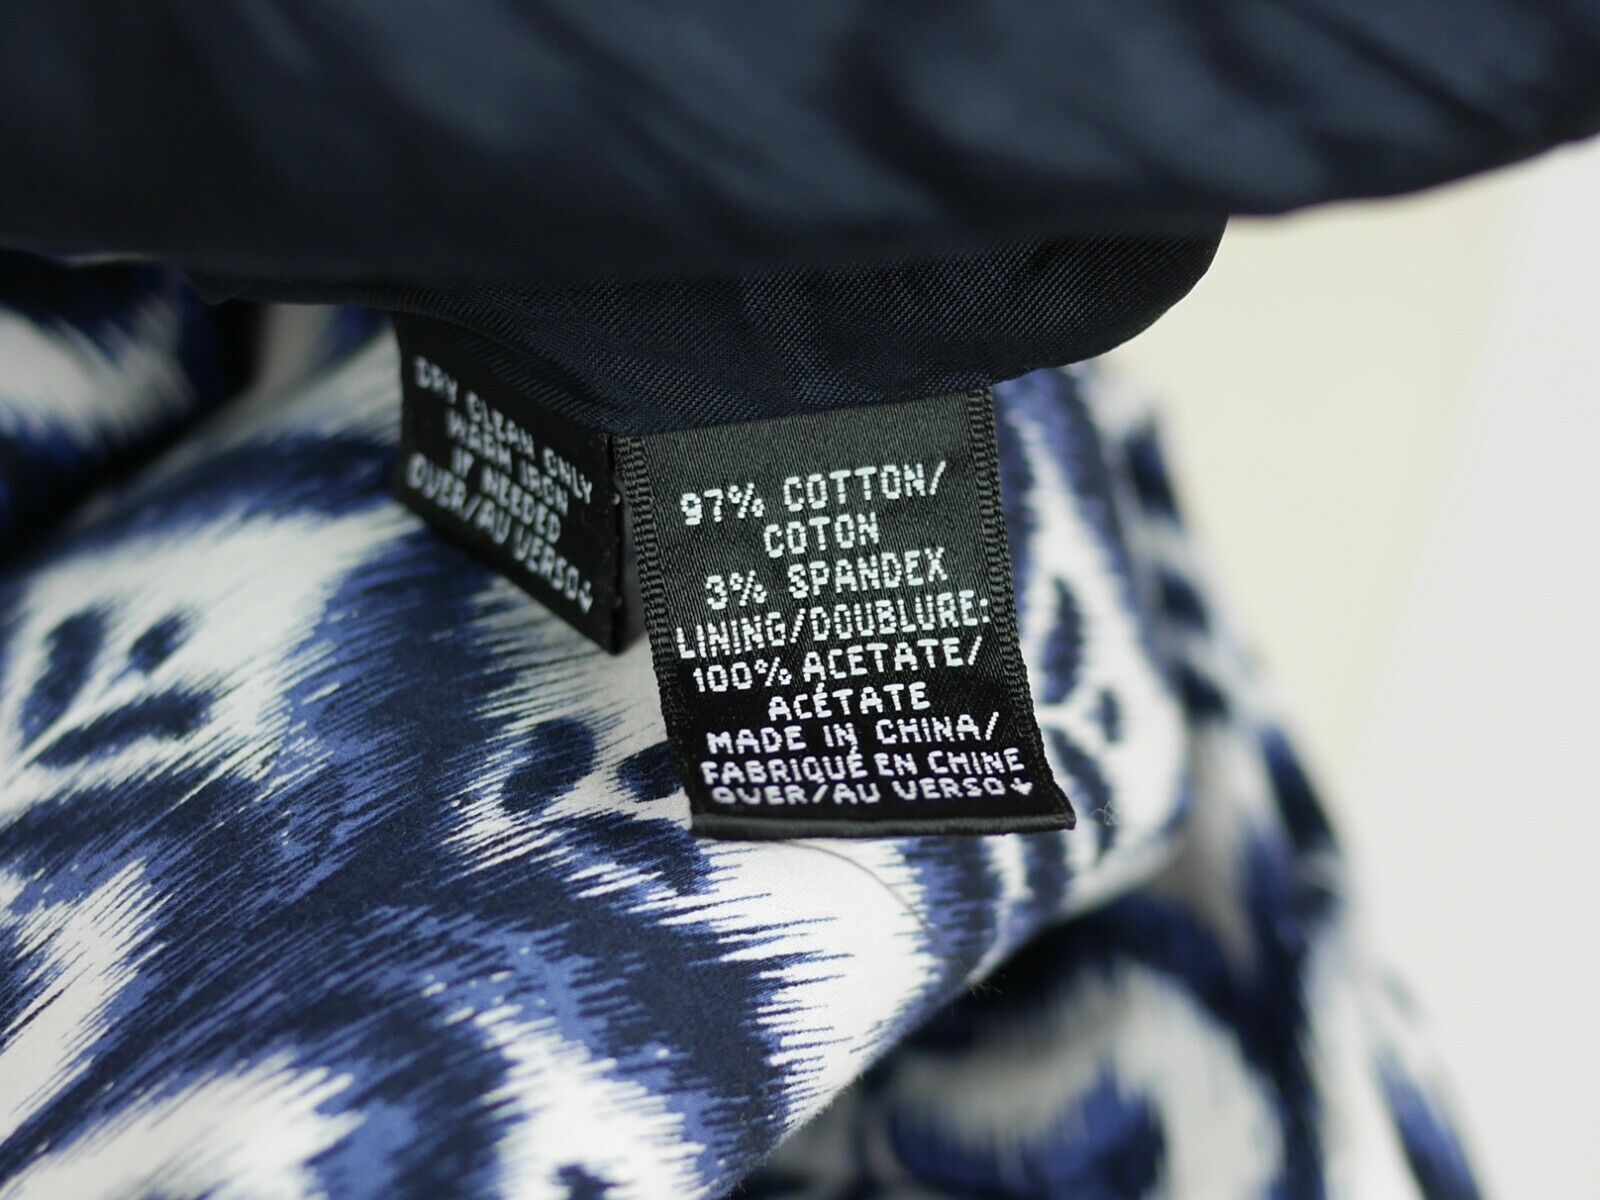 DRY CLEAN ONLY
WARM IRON
IF NEEDED
OVER/AU VERSO↓
97% COTTON/
COTON
3% SPANDEX
LINING/DOUBLURE:
100% ACETATE/
ACÉTATE
MADE IN CHINA/
FABRIQUÉ EN CHINE
OVER/AU VERSO↓